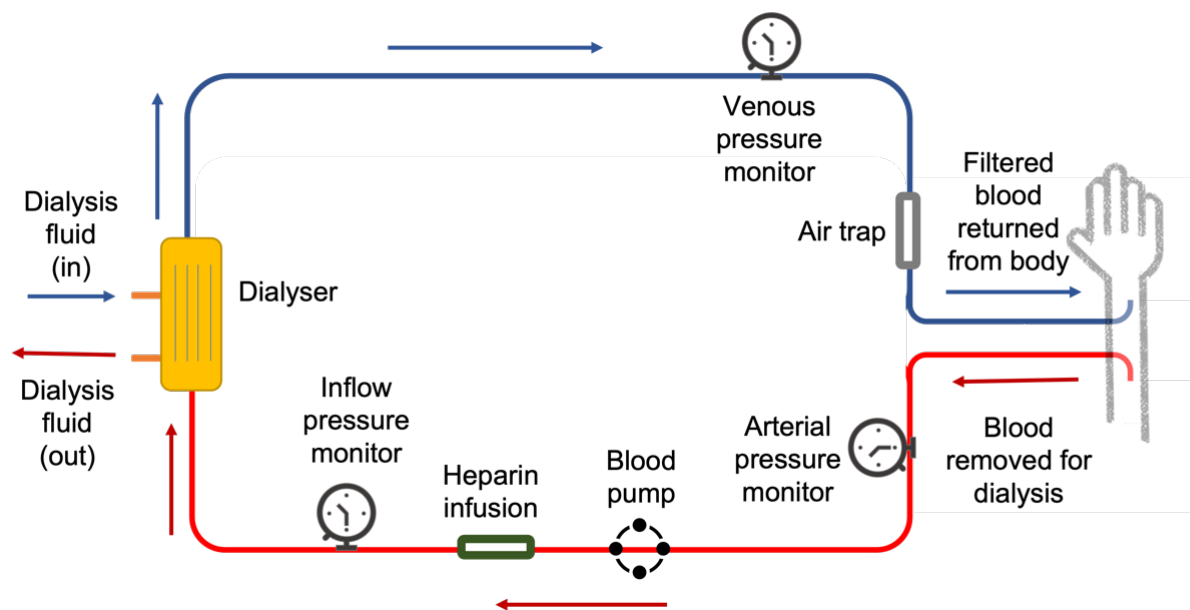 Venous
pressure
monitor
Filtered
blood
returned
from body
Air trap
Dialysis
fluid
(in)
Dialyser
Dialysis
fluid
(out)
Inflow
pressure
monitor
Heparin
infusion
Blood
pump
Arterial
pressure
monitor
Blood
removed for
dialysis